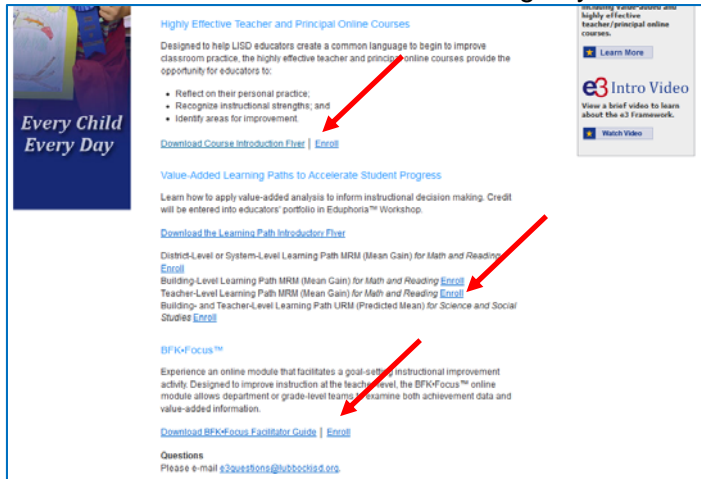 Highly Effective Teacher and Principal Online Courses
Designed to help LISD educators create a common language to begin to improve
classroom practice, the highly effective teacher and principal online courses provide the
opportunity for educators to:
• Reflect on their personal practice;
• Recognize instructional strengths; and
• Identify areas for improvement.
Download Course Introduction Flyer | Enroll
Value-Added Learning Paths to Accelerate Student Progress
Learn how to apply value-added analysis to inform instructional decision making. Credit
will be entered into educators' portfolio in Eduphoria™ Workshop.
Download the Learning Path Introductory Flyer
District-Level or System-Level Learning Path MRM (Mean Gain) for Math and Reading
Enroll
Building-Level Learning Path MRM (Mean Gain) for Math and Reading Enroll
Teacher-Level Learning Path MRM (Mean Gain) for Math and Reading Enroll
Building- and Teacher-Level Learning Path URM (Predicted Mean) for Science and Social
Studies Enroll
BFK•Focus™
Experience an online module that facilitates a goal-setting instructional improvement
activity. Designed to improve instruction at the teacher-level, the BFK•Focus™ online
module allows department or grade-level teams to examine both achievement data and
value-added information.
Download BFK•Focus Facilitator Guide | Enroll
Questions
Please e-mail e3questions@lubbockisd.org.
Every Child
Every Day
including value-added and
highly effective
teacher/principal online
courses.
Learn More
e3 Intro Video
View a brief video to learn
about the e3 Framework.
Watch Video